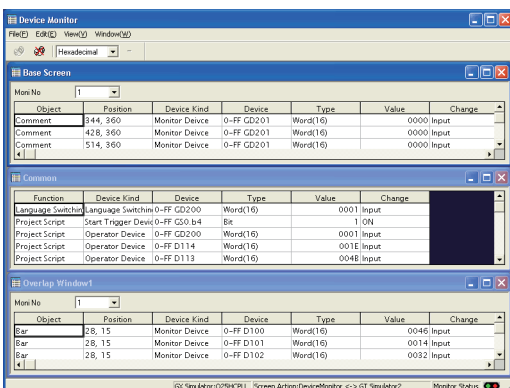 Device Monitor
File(F) Edit(E) View(V) Window(W)
Hexadecimal
Base Screen
Moni No 1
Object Position Device Kind Device Type Value Change
Comment 344, 360 Monitor Deivce 0-FF GD201 Word(16) 0000 Input
Comment 428, 360 Monitor Deivce 0-FF GD201 Word(16) 0000 Input
Comment 514, 360 Monitor Deivce 0-FF GD201 Word(16) 0000 Input
Common
Function Device Kind Device Type Value Change
Language Switchin Language Switchin 0-FF GD200 Word(16) 0001 Input
Project Script Start Trigger Devic 0-FF GS0.b4 Bit 1 ON
Project Script Operator Device 0-FF GD200 Word(16) 0001 Input
Project Script Operator Device 0-FF D114 Word(16) 001E Input
Project Script Operator Device 0-FF D113 Word(16) 004B Input
Overlap Window1
Moni No 1
Object Position Device Kind Device Type Value Change
Bar 28, 15 Monitor Deivce 0-FF D100 Word(16) 0046 Input
Bar 28, 15 Monitor Deivce 0-FF D101 Word(16) 0014 Input
Bar 28, 15 Monitor Deivce 0-FF D102 Word(16) 0032 Input
GX Simulator:Q25HCPU Screen Action:DeviceMonitor <-> GT Simulator2 Monitor Status